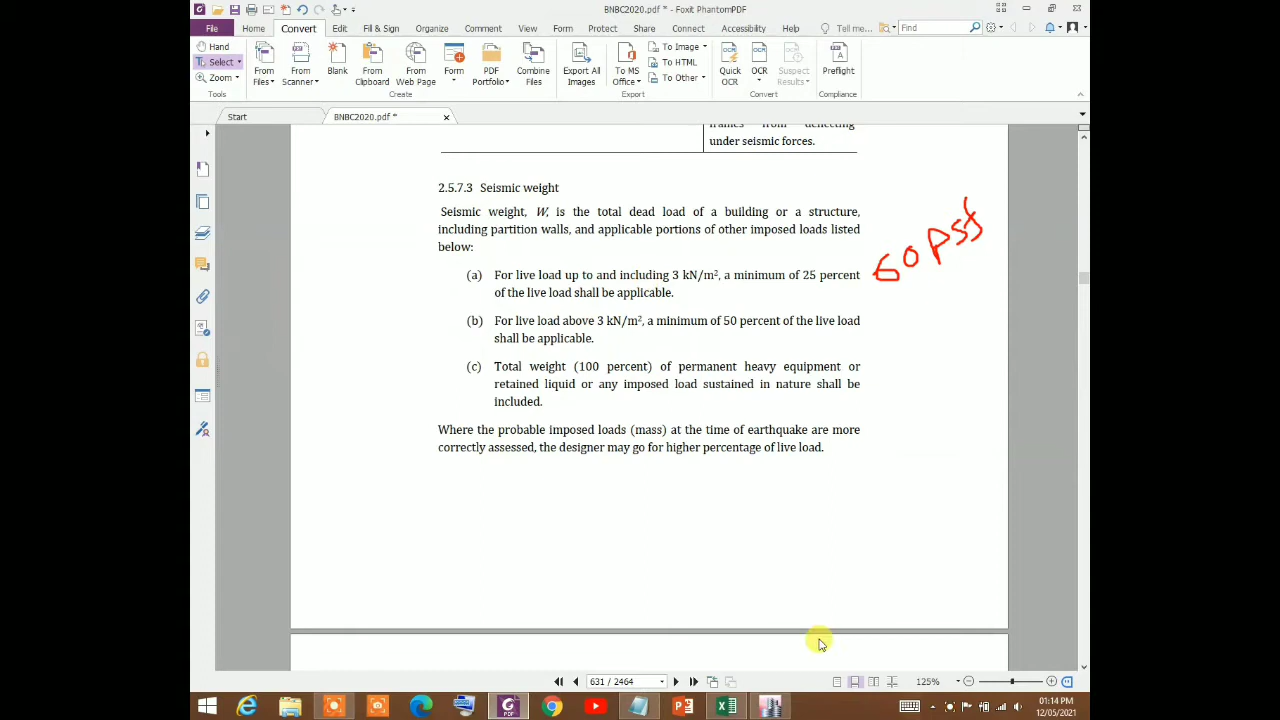 BNBC2020.pdf * - Foxit PhantomPDF
File Home Convert Edit Fill & Sign Organize Comment View Form Protect Share Connect Accessibility Help Tell me... Find
Hand
Select
Zoom
Tools
From Files
From Scanner
Blank
From Clipboard
From Web Page
Form
PDF Portfolio
Combine Files
Create
Export All Images
To MS Office
To Image
To HTML
To Other
Export
Quick OCR
OCR
Suspect Results
Convert
Preflight
Compliance
Start BNBC2020.pdf *
frames from deflecting
under seismic forces.
2.5.7.3 Seismic weight
Seismic weight, W, is the total dead load of a building or a structure,
including partition walls, and applicable portions of other imposed loads listed
below:
(a) For live load up to and including 3 kN/m², a minimum of 25 percent
of the live load shall be applicable.
60 psf
(b) For live load above 3 kN/m², a minimum of 50 percent of the live load
shall be applicable.
(c) Total weight (100 percent) of permanent heavy equipment or
retained liquid or any imposed load sustained in nature shall be
included.
Where the probable imposed loads (mass) at the time of earthquake are more
correctly assessed, the designer may go for higher percentage of live load.
631 / 2464
125%
PDF
01:14 PM
12/05/2021